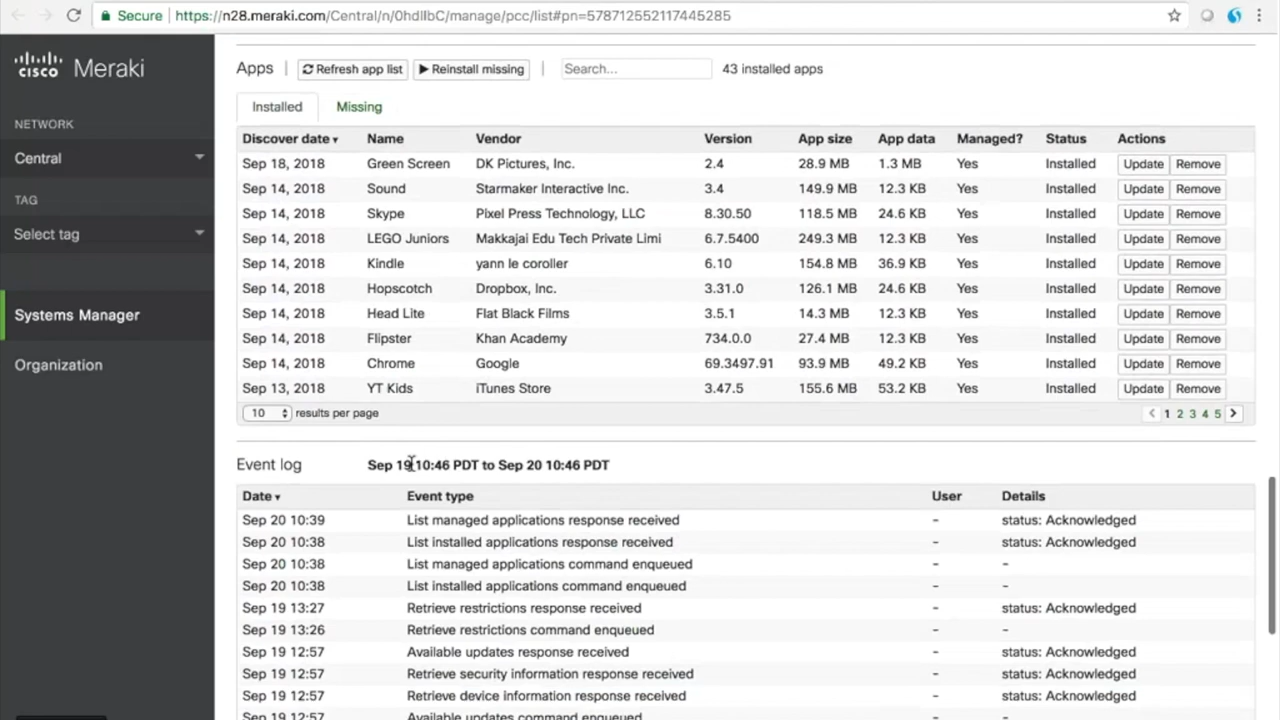 Secure https://n28.meraki.com/Central/n/0hdlIbC/manage/pcc/list#pn=578712552117445285
CISCO Meraki
NETWORK
Central
TAG
Select tag
Systems Manager
Organization
Apps Refresh app list Reinstall missing Search... 43 installed apps
Installed Missing
Discover date Name Vendor Version App size App data Managed? Status Actions
Sep 18, 2018 Green Screen DK Pictures, Inc. 2.4 28.9 MB 1.3 MB Yes Installed Update Remove
Sep 14, 2018 Sound Starmaker Interactive Inc. 3.4 149.9 MB 12.3 KB Yes Installed Update Remove
Sep 14, 2018 Skype Pixel Press Technology, LLC 8.30.50 118.5 MB 24.6 KB Yes Installed Update Remove
Sep 14, 2018 LEGO Juniors Makkajai Edu Tech Private Limi 6.7.5400 249.3 MB 12.3 KB Yes Installed Update Remove
Sep 14, 2018 Kindle yann le coroller 6.10 154.8 MB 36.9 KB Yes Installed Update Remove
Sep 14, 2018 Hopscotch Dropbox, Inc. 3.31.0 126.1 MB 24.6 KB Yes Installed Update Remove
Sep 14, 2018 Head Lite Flat Black Films 3.5.1 14.3 MB 12.3 KB Yes Installed Update Remove
Sep 14, 2018 Flipster Khan Academy 734.0.0 27.4 MB 12.3 KB Yes Installed Update Remove
Sep 14, 2018 Chrome Google 69.3497.91 93.9 MB 49.2 KB Yes Installed Update Remove
Sep 13, 2018 YT Kids iTunes Store 3.47.5 155.6 MB 53.2 KB Yes Installed Update Remove
10 results per page < 1 2 3 4 5 >
Event log Sep 19 10:46 PDT to Sep 20 10:46 PDT
Date Event type User Details
Sep 20 10:39 List managed applications response received - status: Acknowledged
Sep 20 10:38 List installed applications response received - status: Acknowledged
Sep 20 10:38 List managed applications command enqueued - -
Sep 20 10:38 List installed applications command enqueued - -
Sep 19 13:27 Retrieve restrictions response received - status: Acknowledged
Sep 19 13:26 Retrieve restrictions command enqueued - -
Sep 19 12:57 Available updates response received - status: Acknowledged
Sep 19 12:57 Retrieve security information response received - status: Acknowledged
Sep 19 12:57 Retrieve device information response received - status: Acknowledged
Sep 19 12:57 Available updates command enqueued - -